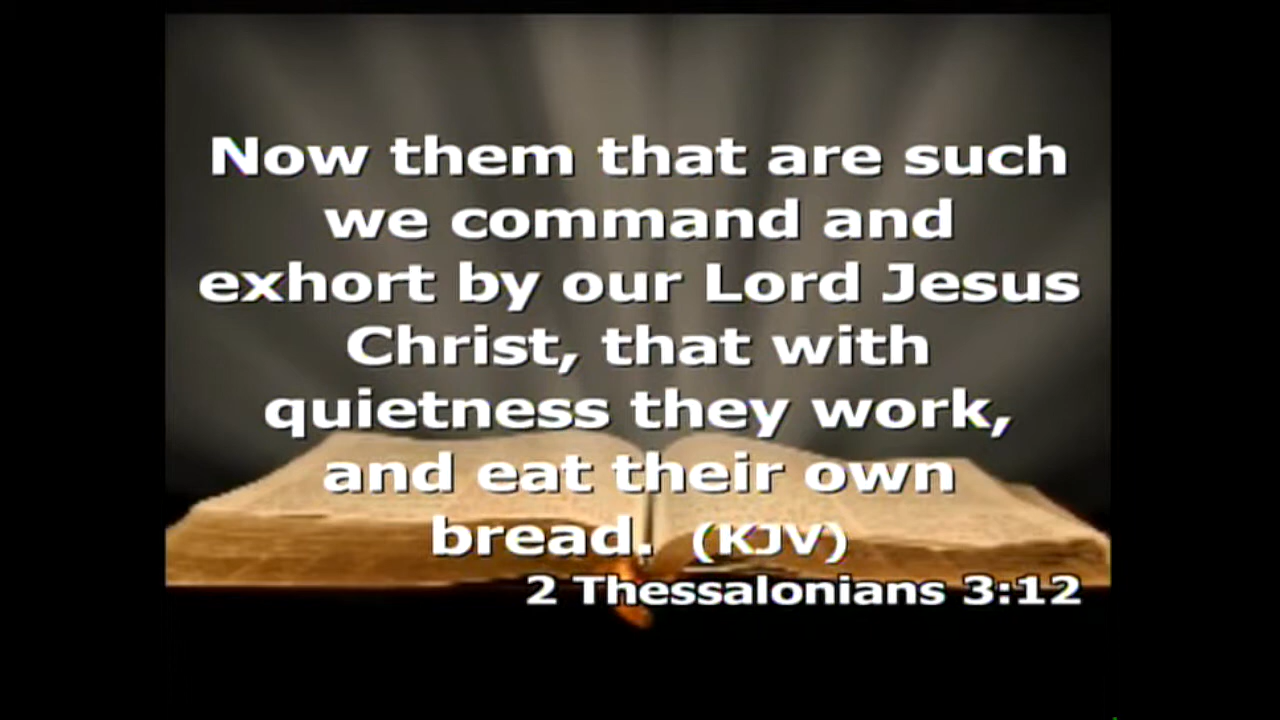 Now them that are such
we command and
exhort by our Lord Jesus
Christ, that with
quietness they work,
and eat their own
bread. (KJV)
2 Thessalonians 3:12